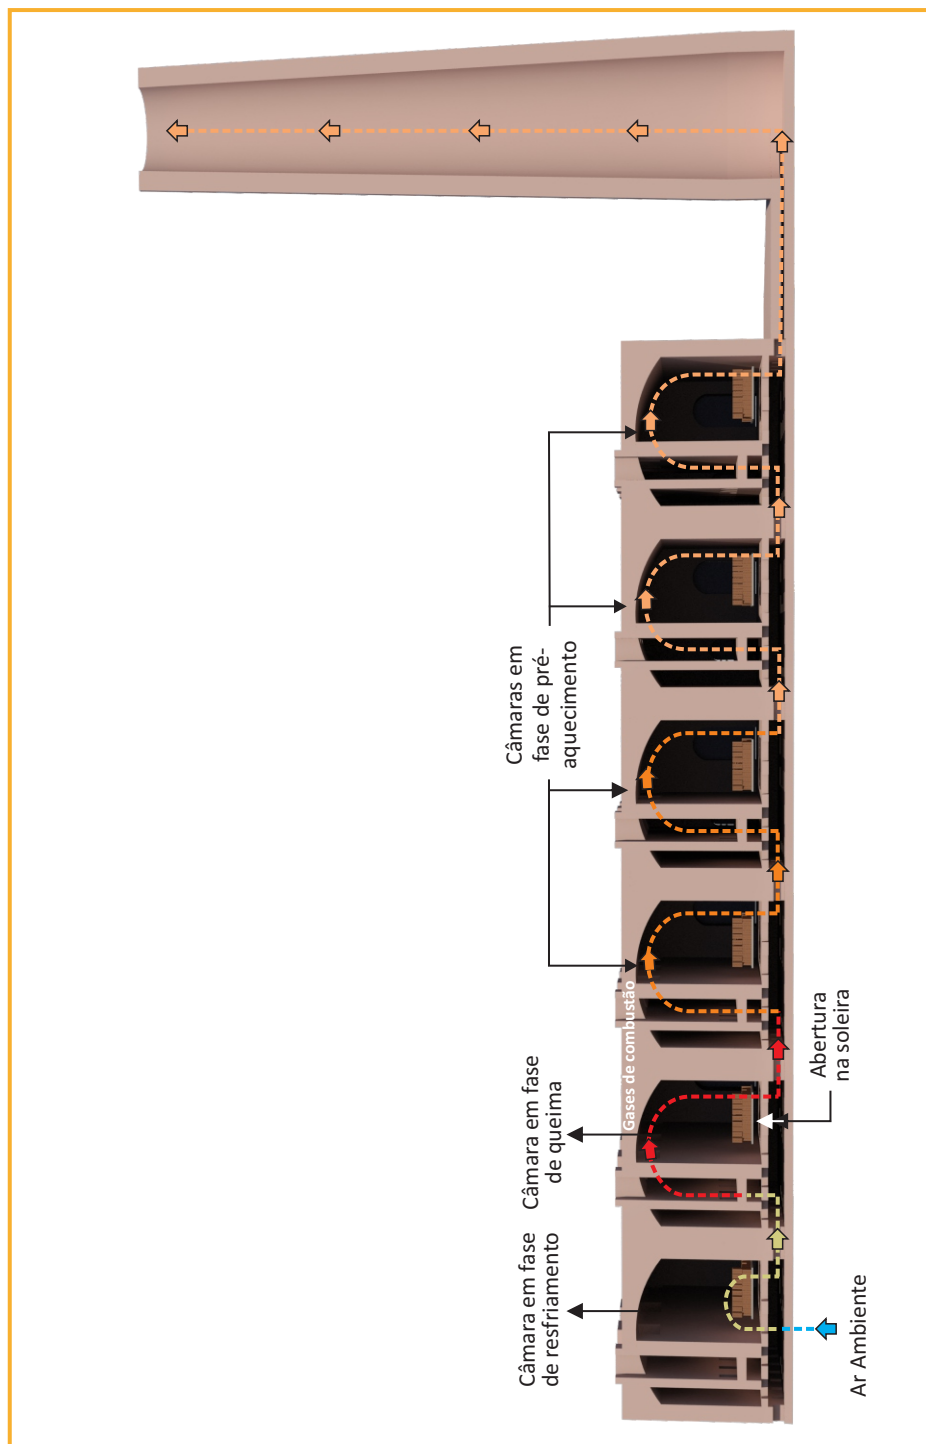 Câmaras em
fase de pré-
aquecimento
Gases de combustão
Abertura
na soleira
Câmara em fase
de queima
Câmara em fase
de resfriamento
Ar Ambiente